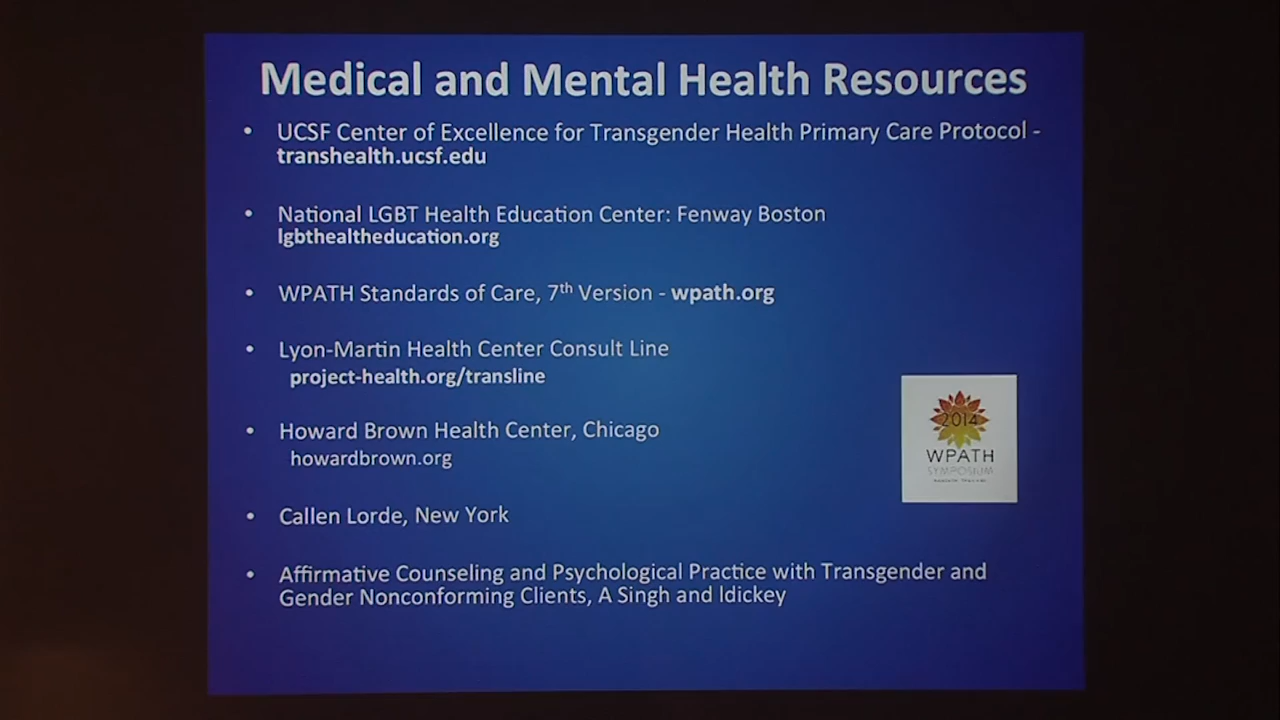 Medical and Mental Health Resources
• UCSF Center of Excellence for Transgender Health Primary Care Protocol -
transhealth.ucsf.edu
• National LGBT Health Education Center: Fenway Boston
lgbthealtheducation.org
• WPATH Standards of Care, 7th Version - wpath.org
• Lyon-Martin Health Center Consult Line
project-health.org/transline
• Howard Brown Health Center, Chicago
howardbrown.org
• Callen Lorde, New York
• Affirmative Counseling and Psychological Practice with Transgender and
Gender Nonconforming Clients, A Singh and ldickey
2014
WPATH
SYMPOSIUM